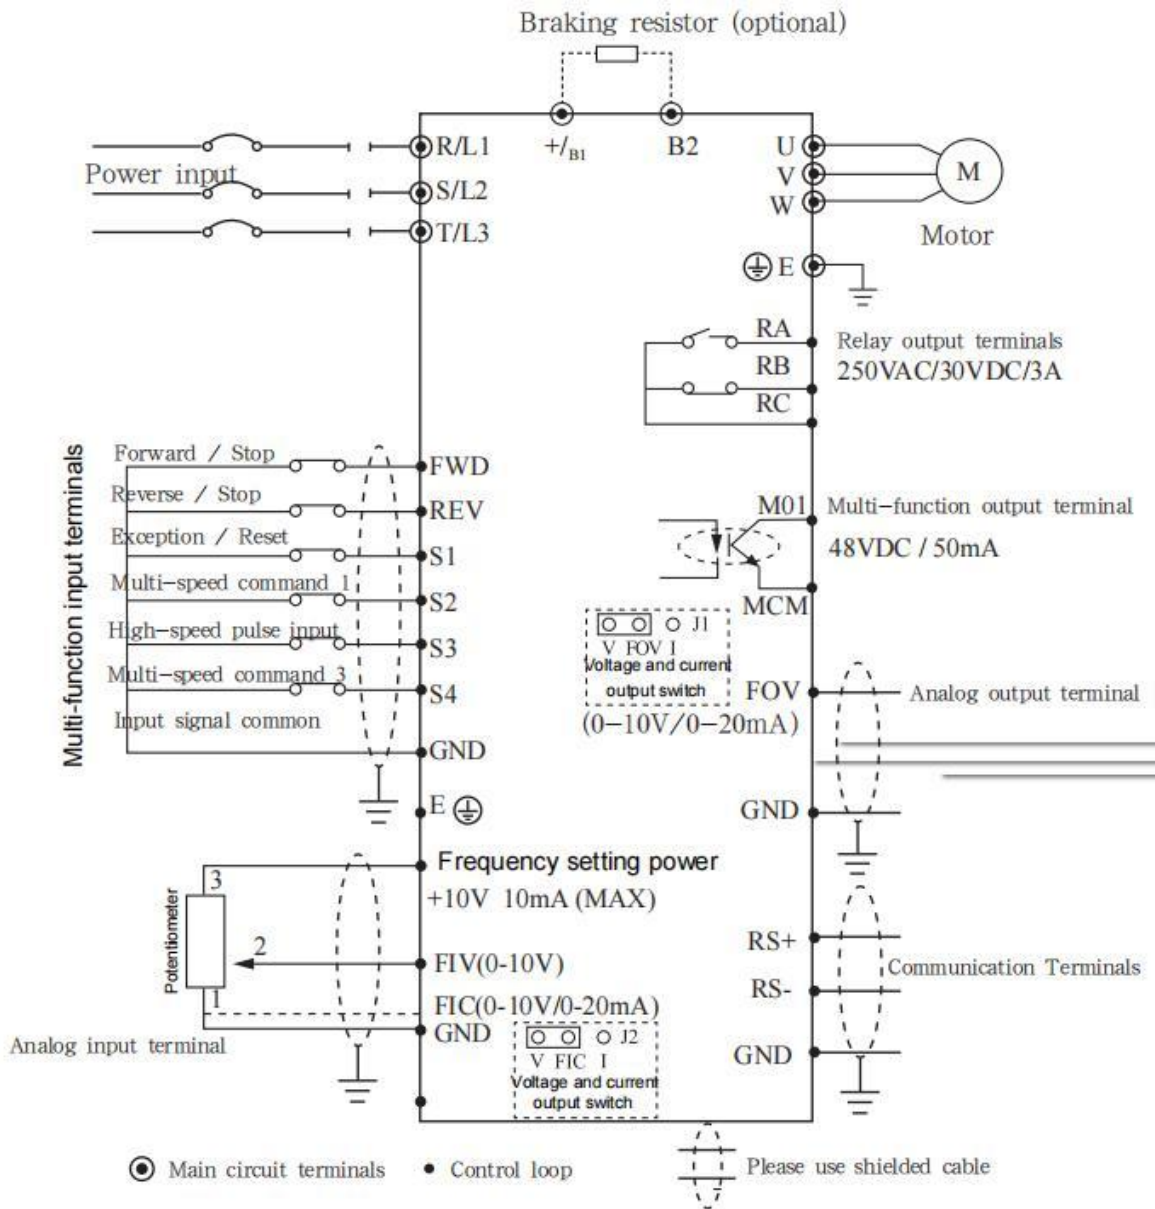 Braking resistor (optional)
+/B1
B2
R/L1
Power input
S/L2
T/L3
U
V
W
M
Motor
E
RA
Relay output terminals
RB
250VAC/30VDC/3A
RC
Multi-function input terminals
Forward / Stop
FWD
Reverse / Stop
REV
Exception / Reset
S1
Multi-speed command 1
S2
High-speed pulse input
S3
Multi-speed command 3
S4
Input signal common
GND
E
M01
Multi-function output terminal
48VDC / 50mA
MCM
J1
V FOV I
Voltage and current
output switch
(0-10V/0-20mA)
FOV
Analog output terminal
GND
Frequency setting power
+10V 10mA (MAX)
Potentiometer
3
2
1
FIV(0-10V)
FIC(0-10V/0-20mA)
GND
Analog input terminal
J2
V FIC I
Voltage and current
output switch
RS+
Communication Terminals
RS-
GND
Main circuit terminals
Control loop
Please use shielded cable